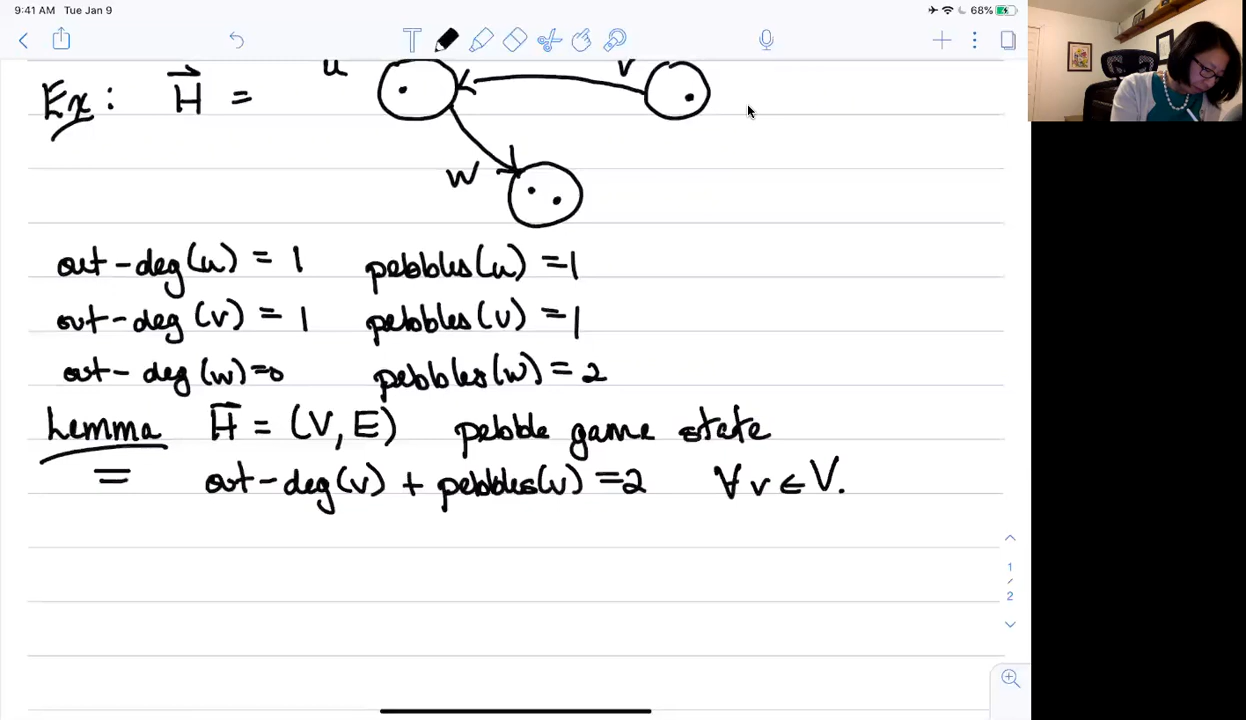 9:41 AM Tue Jan 9
68%
T
u
v
Ex: H =
w
out-deg(u) = 1 pebbles(u) = 1
out-deg(v) = 1 pebbles(v) = 1
out-deg(w)=0 pebbles(w) = 2
Lemma H = (V, E) pebble game state
out-deg(v) + pebbles(v) = 2 ∀ v ∈ V.
1
/
2